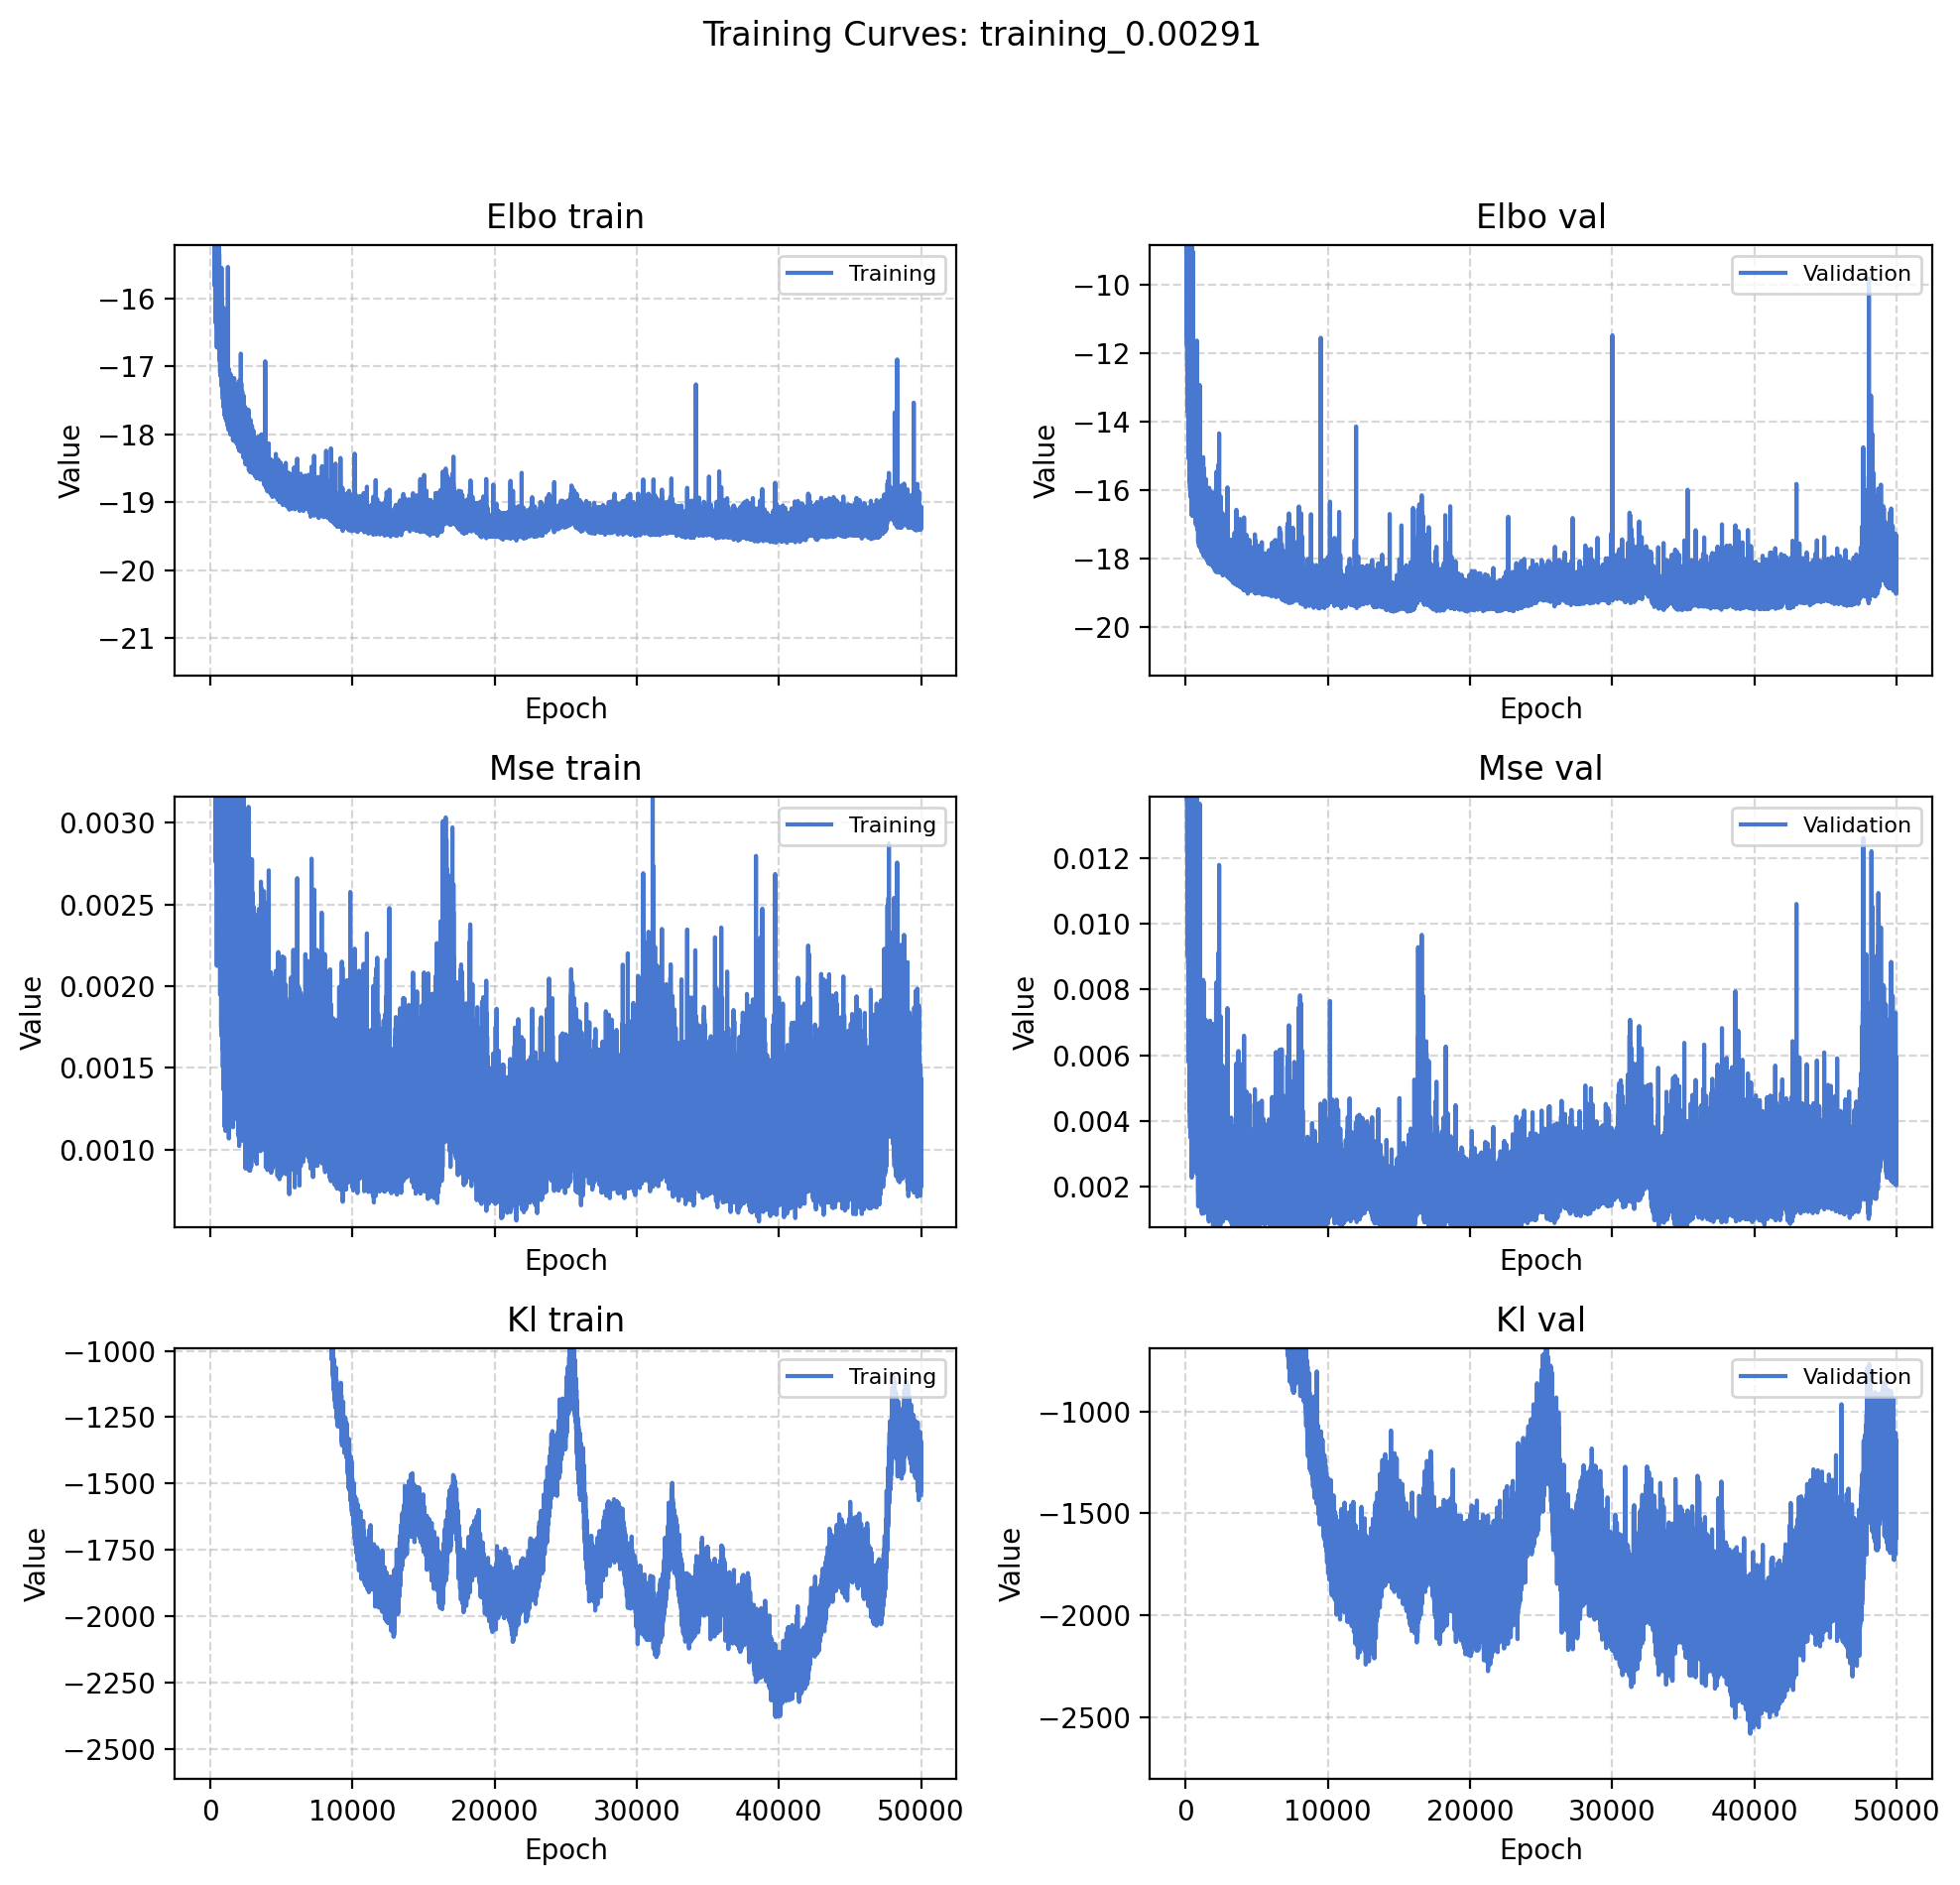 Training Curves: training_0.00291
Elbo train
Elbo val
Training
Validation
−16
−17
−18
−19
−20
−21
Value
Epoch
−10
−12
−14
−16
−18
−20
Value
Epoch
Mse train
Mse val
Training
Validation
0.0030
0.0025
0.0020
0.0015
0.0010
Value
Epoch
0.012
0.010
0.008
0.006
0.004
0.002
Value
Epoch
Kl train
Kl val
Training
Validation
−1000
−1250
−1500
−1750
−2000
−2250
−2500
Value
0 10000 20000 30000 40000 50000
Epoch
−1000
−1500
−2000
−2500
Value
0 10000 20000 30000 40000 50000
Epoch